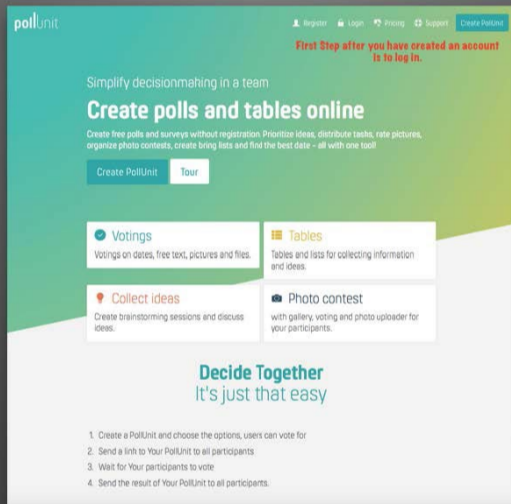 pollunit
Register Login Pricing Support Create PollUnit
First Step after you have created an account
is to log in.
Simplify decisionmaking in a team
Create polls and tables online
Create free polls and surveys without registration. Prioritize ideas, distribute tasks, rate pictures,
organize photo contests, create bring lists and find the best date – all with one tool!
Create PollUnit Tour
Votings
Votings on dates, free text, pictures and files.
Tables
Tables and lists for collecting information
and ideas.
Collect ideas
Create brainstorming sessions and discuss
ideas.
Photo contest
with gallery, voting and photo uploader for
your participants.
Decide Together
It's just that easy
1. Create a PollUnit and choose the options, users can vote for
2. Send a link to Your PollUnit to all participants
3. Wait for Your participants to vote
4. Send the result of Your PollUnit to all participants.